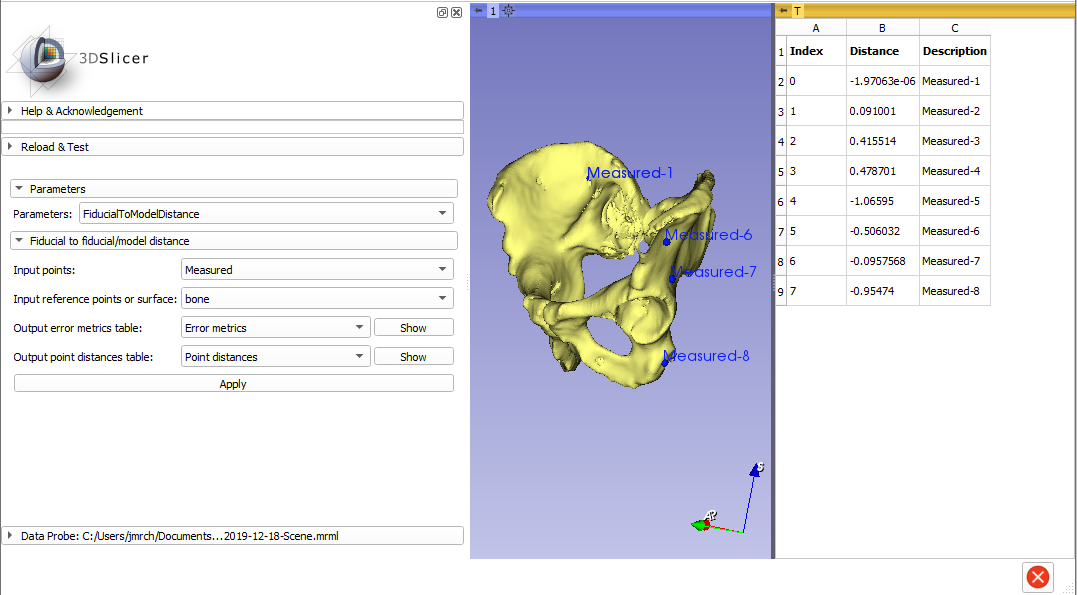 3DSlicer
Help & Acknowledgement
Reload & Test
Parameters
Parameters: FiducialToModelDistance
Fiducial to fiducial/model distance
Input points: Measured
Input reference points or surface: bone
Output error metrics table: Error metrics Show
Output point distances table: Point distances Show
Apply
Data Probe: C:/Users/jmrch/Documents...2019-12-18-Scene.mrml
1
Measured-1
Measured-6
Measured-7
Measured-8
S
T
A B C
1 Index Distance Description
2 0 -1.97063e-06 Measured-1
3 1 0.091001 Measured-2
4 2 0.415514 Measured-3
5 3 0.478701 Measured-4
6 4 -1.06595 Measured-5
7 5 -0.506032 Measured-6
8 6 -0.0957568 Measured-7
9 7 -0.95474 Measured-8